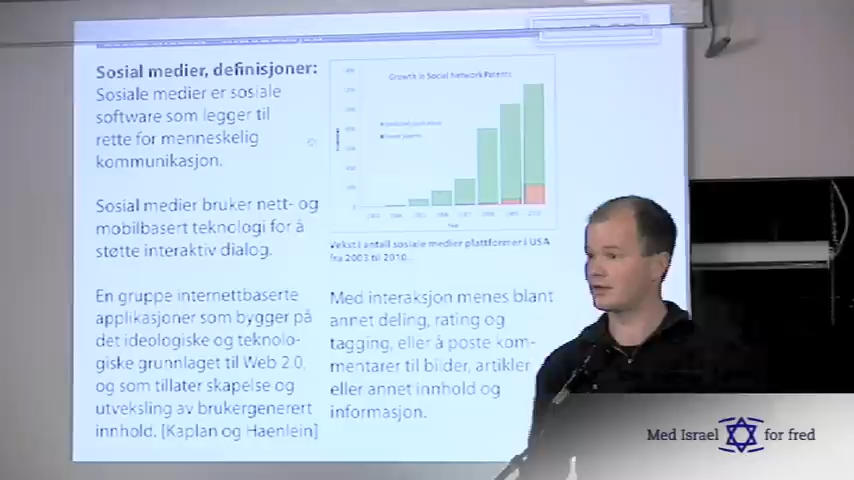 Sosial medier, definisjoner:
Sosiale medier er sosiale
software som legger til
rette for menneskelig
kommunikasjon.
Sosial medier bruker nett- og
mobilbasert teknologi for å
støtte interaktiv dialog.
En gruppe internettbaserte
applikasjoner som bygger på
det ideologiske og teknolo-
giske grunnlaget til Web 2.0,
og som tillater skapelse og
utveksling av brukergenerert
innhold. [Kaplan og Haenlein]
Growth in Social Network Patents
Year
Vekst i antall sosiale medier plattformer i USA
fra 2003 til 2010.
Med interaksjon menes blant
annet deling, rating og
tagging, eller å poste kom-
mentarer til bilder, artikler
eller annet innhold og
informasjon.
Med Israel for fred